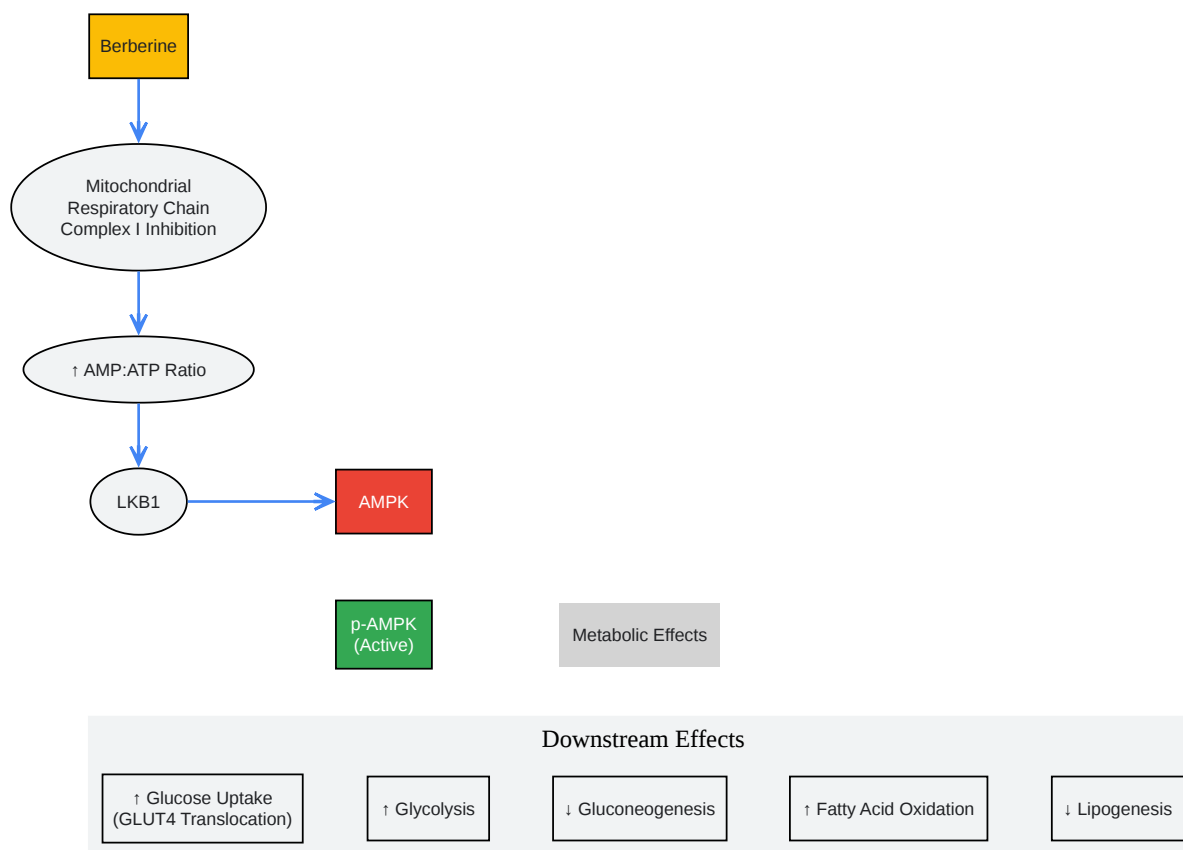 Berberine
Mitochondrial
Respiratory Chain
Complex I Inhibition
↑ AMP:ATP Ratio
LKB1
AMPK
p-AMPK
(Active)
Metabolic Effects
Downstream Effects
↑ Glucose Uptake
(GLUT4 Translocation)
↑ Glycolysis
↓ Gluconeogenesis
↑ Fatty Acid Oxidation
↓ Lipogenesis